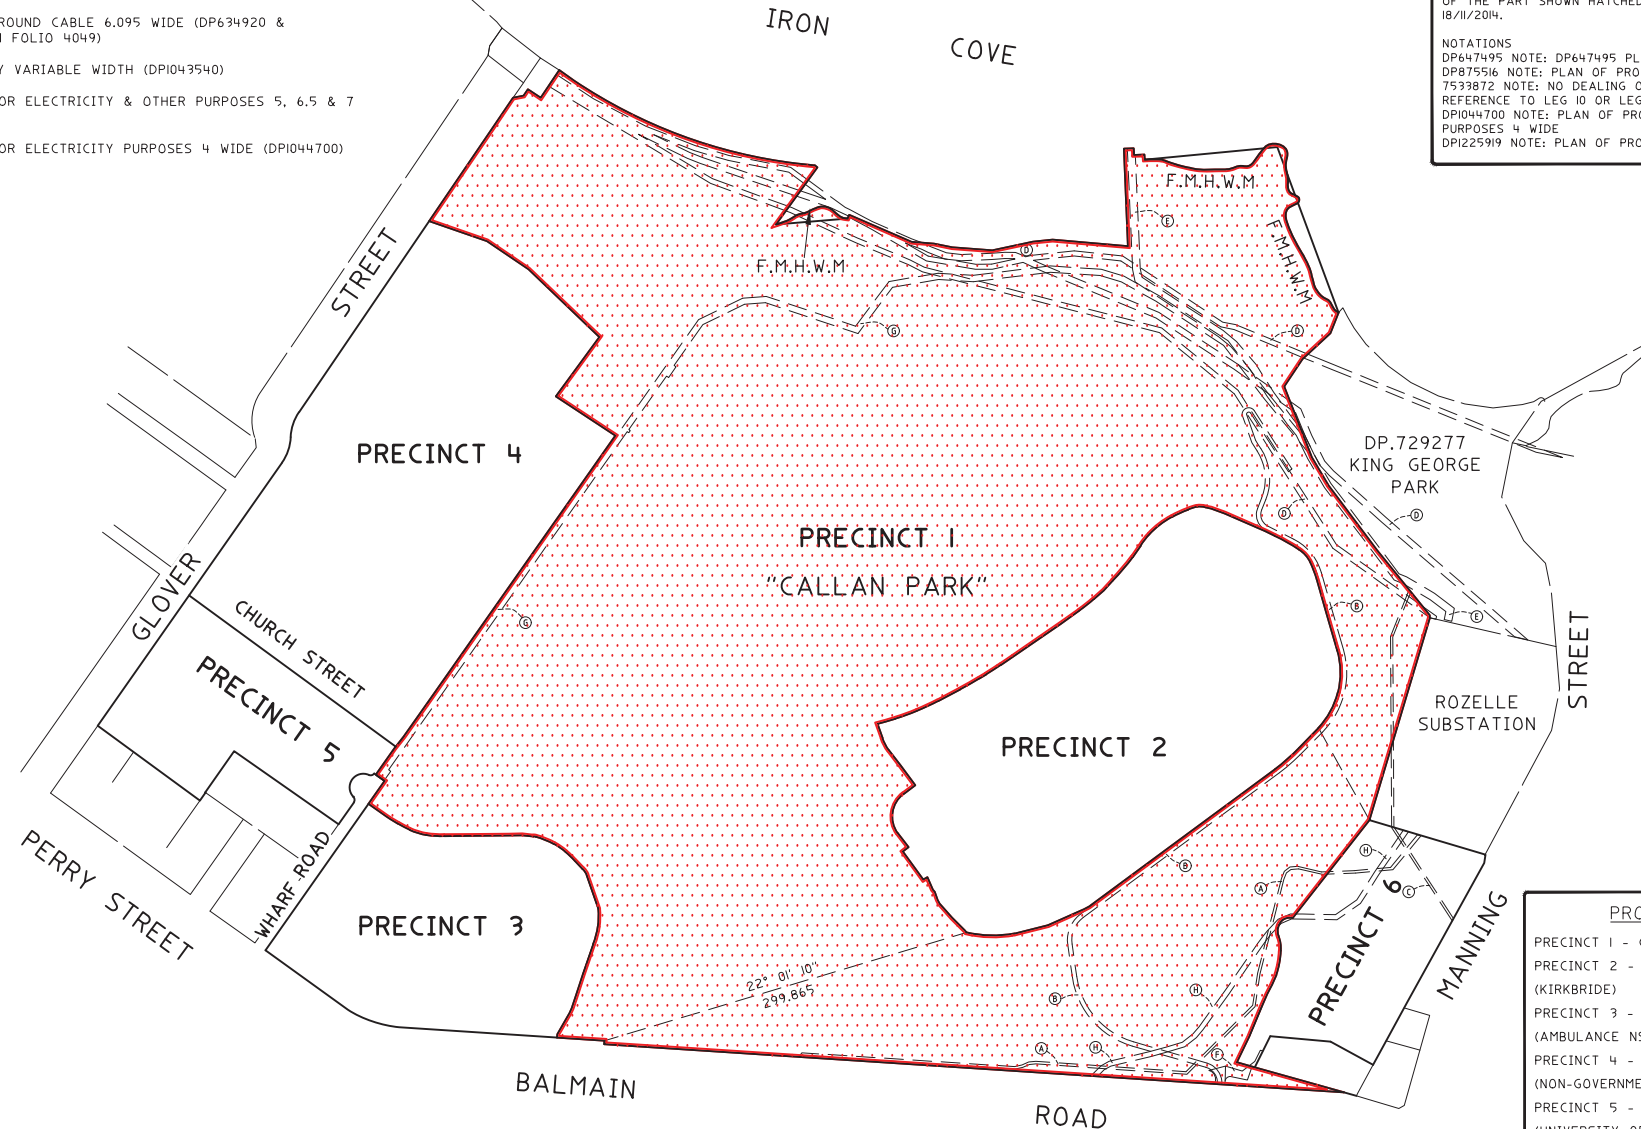 ROUND CABLE 6.095 WIDE (DP634920 &
FOLIO 4049)
Y VARIABLE WIDTH (DP1043540)
OR ELECTRICITY & OTHER PURPOSES 5, 6.5 & 7
OR ELECTRICITY PURPOSES 4 WIDE (DP1044700)
IRON
COVE
OF THE PART SHOWN HATCHED
18/11/2014.
NOTATIONS
DP647495 NOTE: DP647495 PL
DP875516 NOTE: PLAN OF PRO
7533872 NOTE: NO DEALING O
REFERENCE TO LEG 10 OR LEG
DP1044700 NOTE: PLAN OF PRO
PURPOSES 4 WIDE
DP1225919 NOTE: PLAN OF PRO
F.M.H.W.M
E
F.M.H.W.M
F.M.H.W.M
D
D
G
STREET
GLOVER
PRECINCT 4
DP.729277
KING GEORGE
PARK
D
D
PRECINCT 1
"CALLAN PARK"
B
E
G
CHURCH STREET
PRECINCT 5
STREET
MANNING
ROZELLE
SUBSTATION
PRECINCT 2
PERRY STREET
WHARF ROAD
PRECINCT 3
B
A
H
C
PRECINCT 6
22° 01' 10"
299.865
B
H
A
H
F
BALMAIN
ROAD
PRO
PRECINCT 1 -
PRECINCT 2 -
(KIRKBRIDE)
PRECINCT 3 -
(AMBULANCE NS
PRECINCT 4 -
(NON-GOVERNME
PRECINCT 5 -